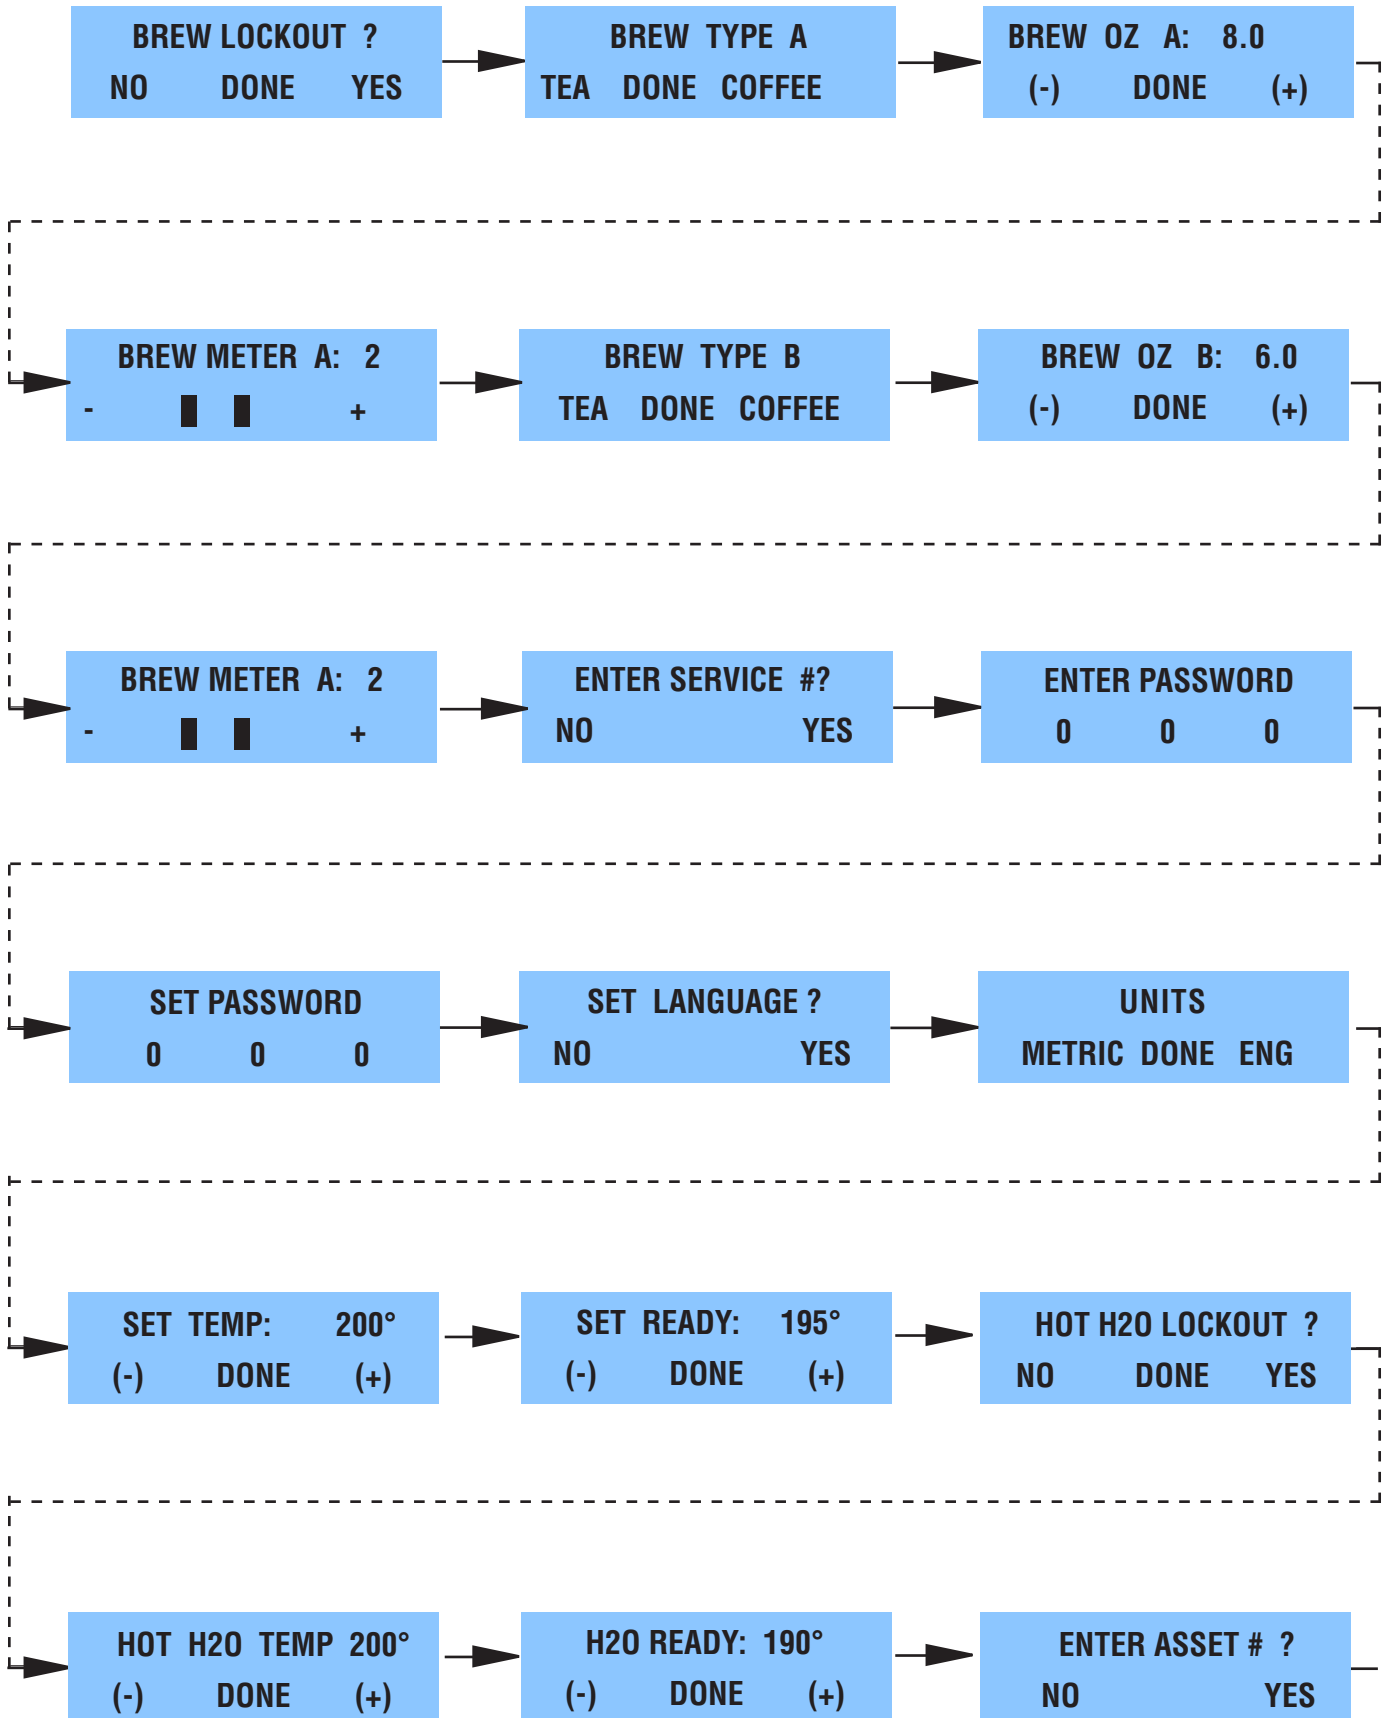 BREW LOCKOUT ?
NO DONE YES
BREW TYPE A
TEA DONE COFFEE
BREW OZ A: 8.0
(-) DONE (+)
BREW METER A: 2
- +
BREW TYPE B
TEA DONE COFFEE
BREW OZ B: 6.0
(-) DONE (+)
BREW METER A: 2
- +
ENTER SERVICE #?
NO YES
ENTER PASSWORD
0 0 0
SET PASSWORD
0 0 0
SET LANGUAGE ?
NO YES
UNITS
METRIC DONE ENG
SET TEMP: 200°
(-) DONE (+)
SET READY: 195°
(-) DONE (+)
HOT H2O LOCKOUT ?
NO DONE YES
HOT H2O TEMP 200°
(-) DONE (+)
H2O READY: 190°
(-) DONE (+)
ENTER ASSET # ?
NO YES